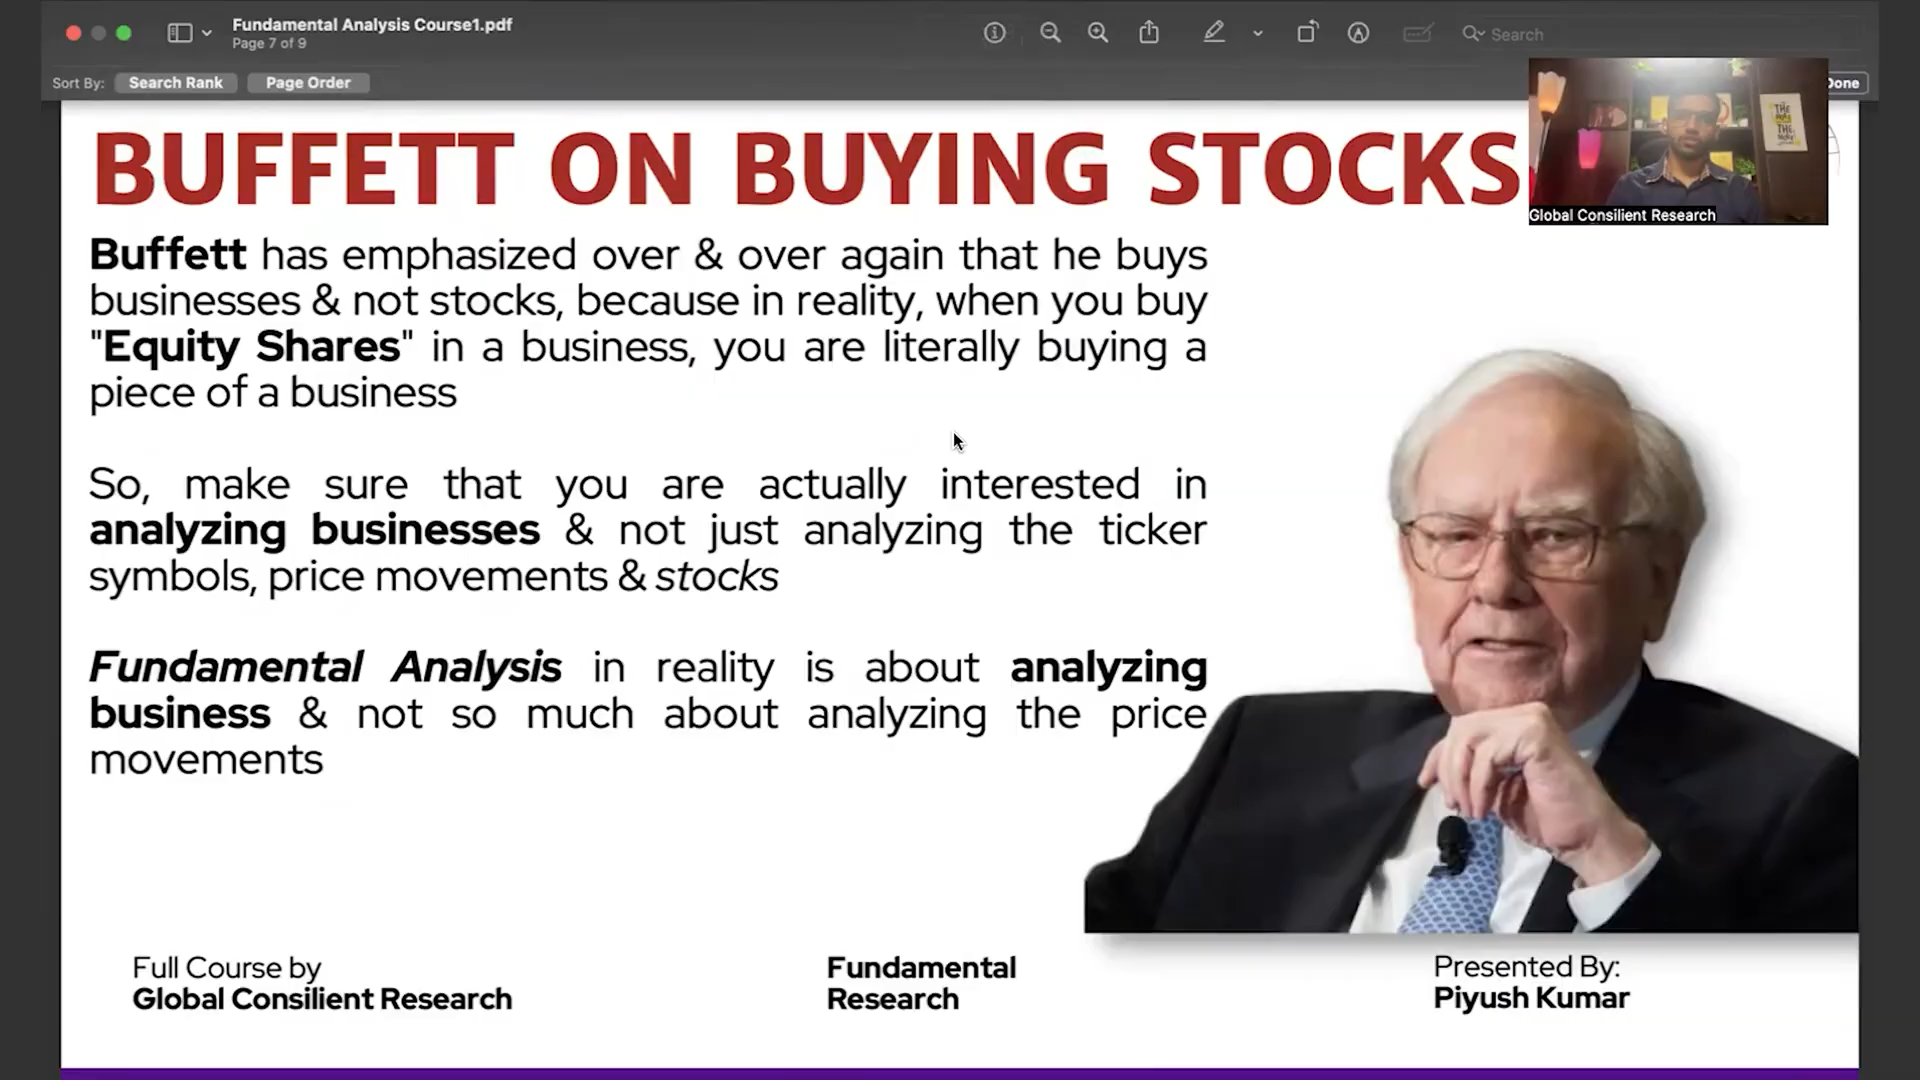 Fundamental Analysis Course1.pdf
Page 7 of 9
Search
Sort By:
Search Rank
Page Order
Done
BUFFETT ON BUYING STOCKS
Global Consilient Research
Buffett has emphasized over & over again that he buys
businesses & not stocks, because in reality, when you buy
"Equity Shares" in a business, you are literally buying a
piece of a business
So, make sure that you are actually interested in
analyzing businesses & not just analyzing the ticker
symbols, price movements & stocks
Fundamental Analysis in reality is about analyzing
business & not so much about analyzing the price
movements
Full Course by
Global Consilient Research
Fundamental
Research
Presented By:
Piyush Kumar